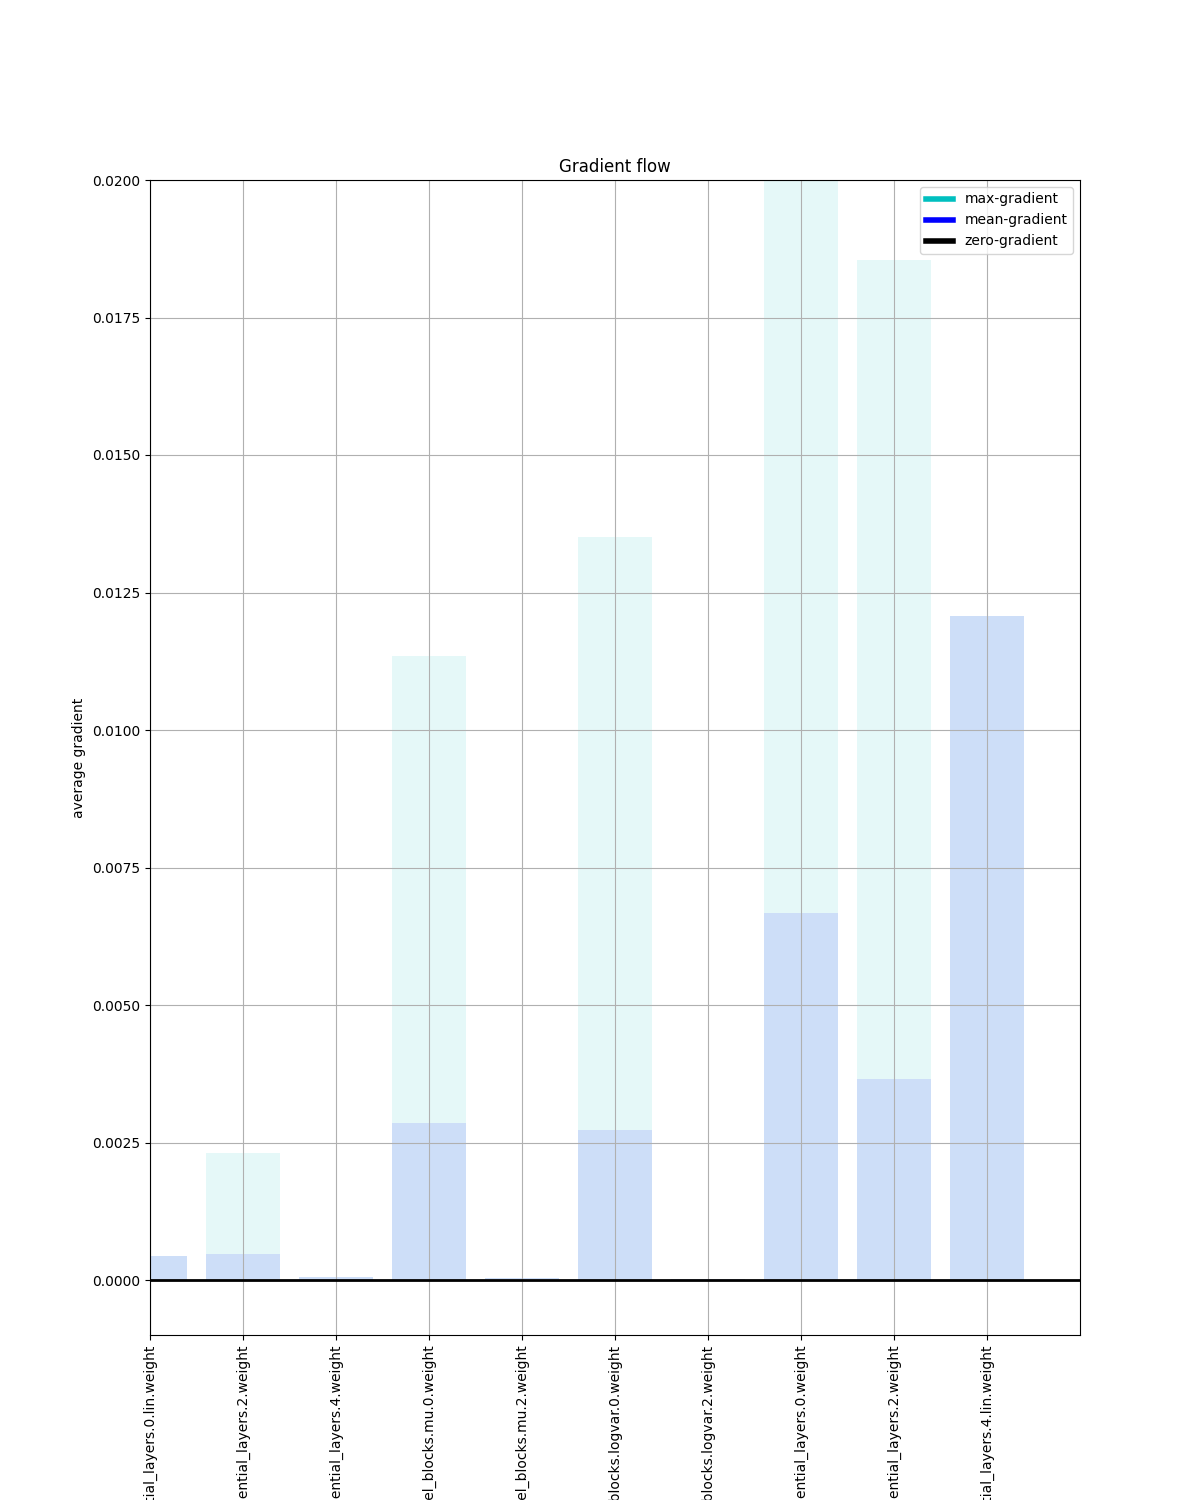 Gradient flow
max-gradient
mean-gradient
zero-gradient
0.0200
0.0175
0.0150
0.0125
0.0100
0.0075
0.0050
0.0025
0.0000
average gradient
tial_layers.0.lin.weight
ential_layers.2.weight
ential_layers.4.weight
el_blocks.mu.0.weight
el_blocks.mu.2.weight
blocks.logvar.0.weight
blocks.logvar.2.weight
ential_layers.0.weight
ential_layers.2.weight
tial_layers.4.lin.weight